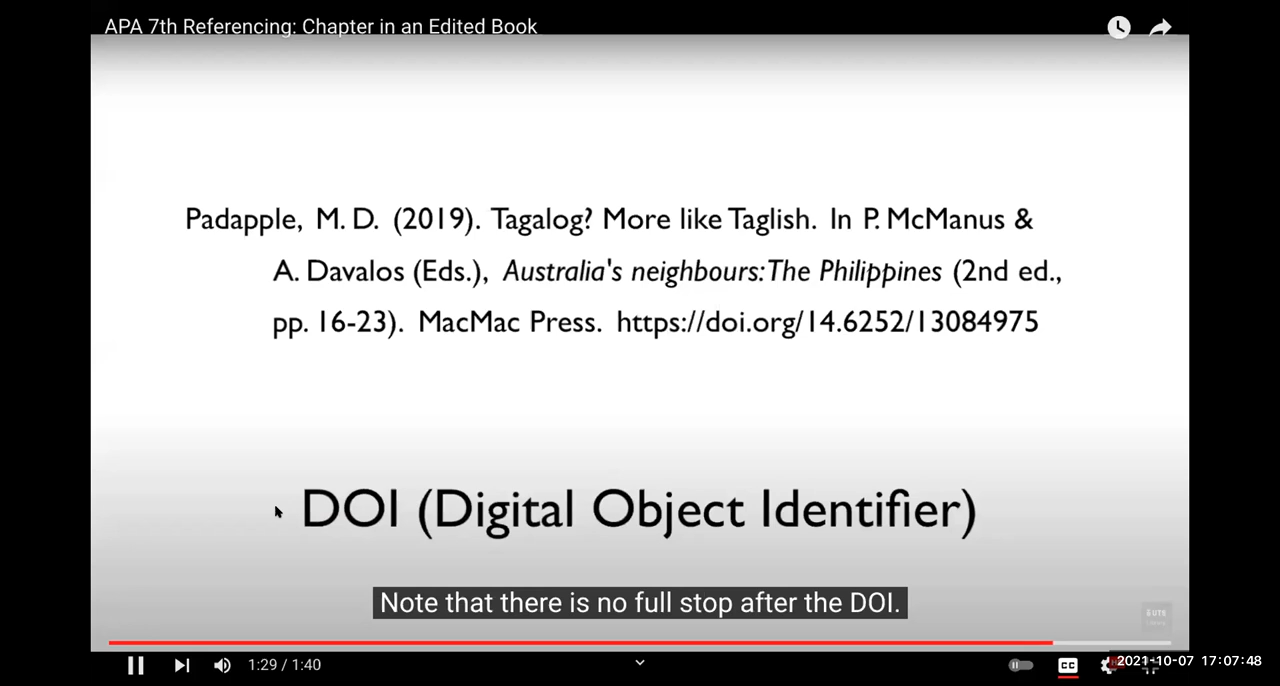 APA 7th Referencing: Chapter in an Edited Book
Padapple, M. D. (2019). Tagalog? More like Taglish. In P. McManus &
A. Davalos (Eds.), Australia's neighbours: The Philippines (2nd ed.,
pp. 16-23). MacMac Press. https://doi.org/14.6252/13084975
DOI (Digital Object Identifier)
Note that there is no full stop after the DOI.
UTS
1:29 / 1:40
CC
2021-10-07 17:07:48